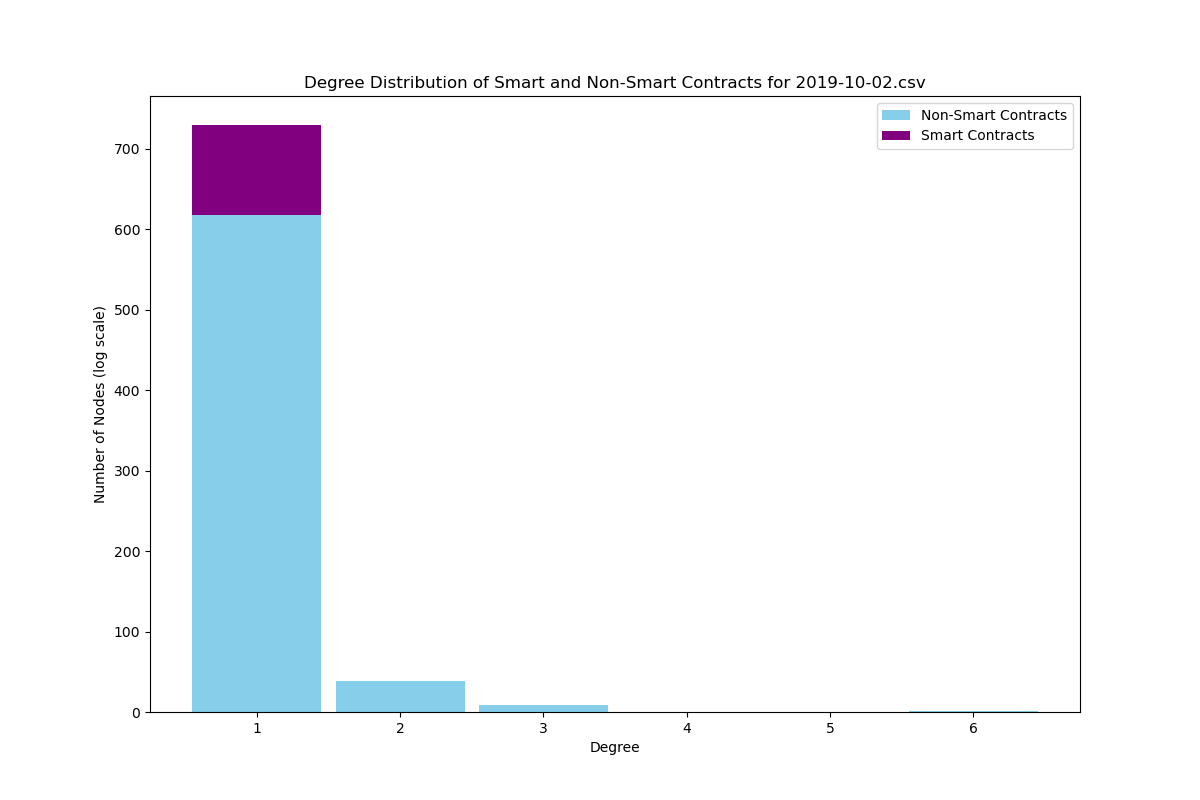 Degree Distribution of Smart and Non-Smart Contracts for 2019-10-02.csv
Non-Smart Contracts
Smart Contracts
Number of Nodes (log scale)
700
600
500
400
300
200
100
0
1 2 3 4 5 6
Degree